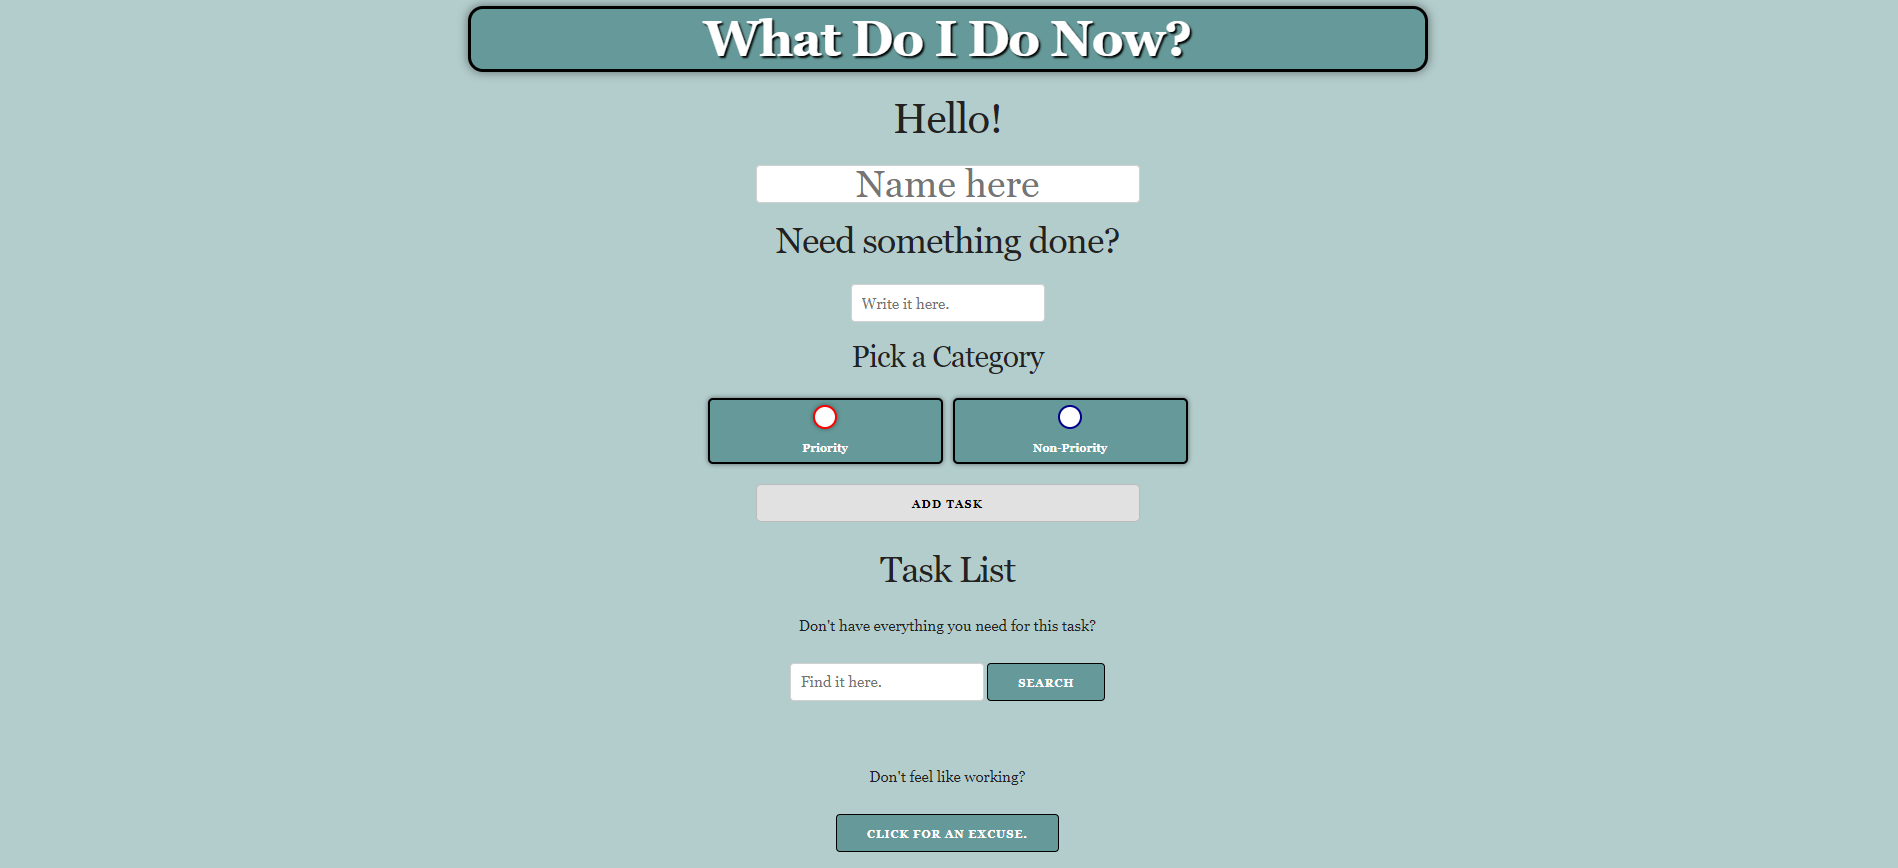 What Do I Do Now?
Hello!
Name here
Need something done?
Write it here.
Pick a Category
Priority
Non-Priority
ADD TASK
Task List
Don't have everything you need for this task?
Find it here.
SEARCH
Don't feel like working?
CLICK FOR AN EXCUSE.